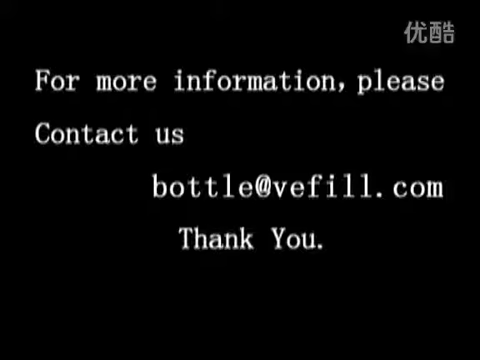 优酷
For more information, please
Contact us
bottle@vefill.com
Thank You.